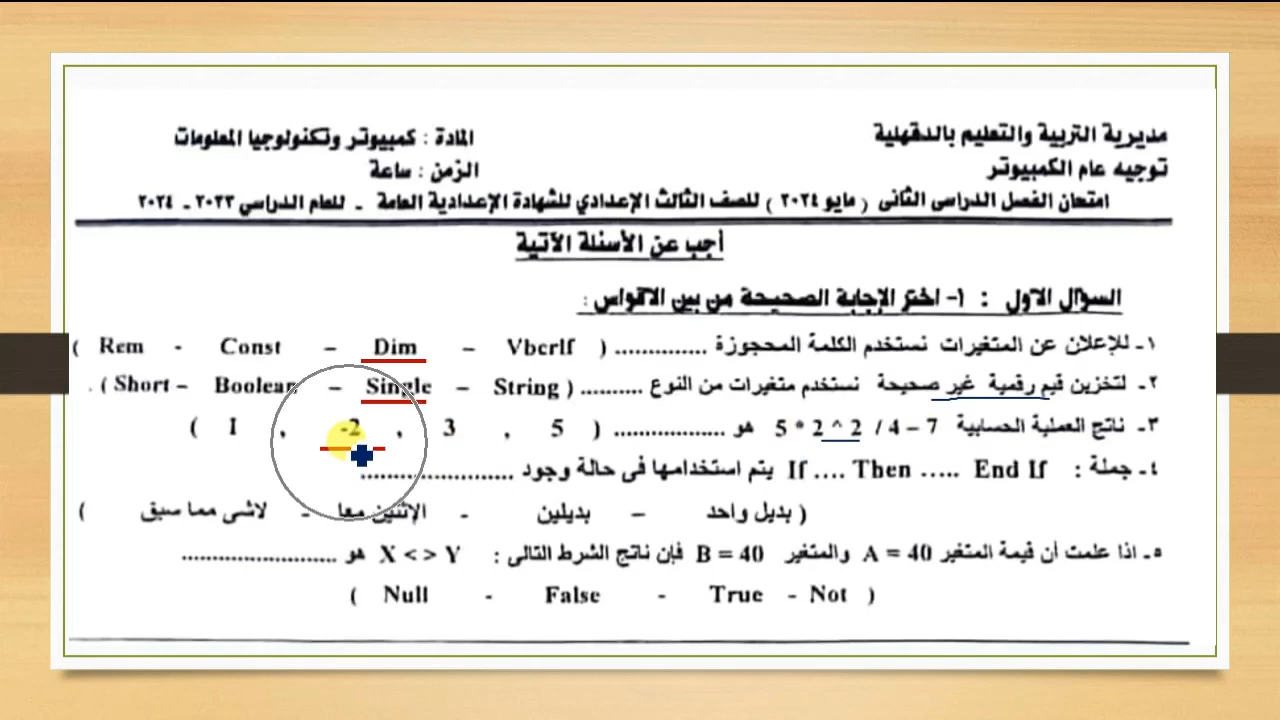 مديرية التربية والتعليم بالدقهلية
المادة : كمبيوتر وتكنولوجيا المعلومات
توجيه عام الكمبيوتر
الزمن : ساعة
امتحان الفصل الدراسى الثانى ( مايو ٢٠٢٤ ) للصف الثالث الإعدادي للشهادة الإعدادية العامة - للعام الدراسي ٢٠٢٣ - ٢٠٢٤
أجب عن الأسئلة الآتية
السؤال الاول : ١- اختر الإجابة الصحيحة من بين الاقواس :
١- للإعلان عن المتغيرات نستخدم الكلمة المحجوزة .............. ( Rem - Const – Dim – Vbcrlf )
٢- لتخزين قيم رقمية غير صحيحة نستخدم متغيرات من النوع .......... ( Short – Boolean – Single – String ) .
٣- ناتج العملية الحسابية 5 * 2 ^ 2 / 4 – 7 هو ................. ( 1 , -2 , 3 , 5 )
٤- جملة : If .... Then ..... End If يتم استخدامها فى حالة وجود .......................
( بديل واحد – بديلين - الإثنين معا - لاشى مما سبق )
٥- اذا علمت أن قيمة المتغير A = 40 والمتغير B = 40 فإن ناتج الشرط التالى : X < > Y هو .......................
( Null - False - True - Not )